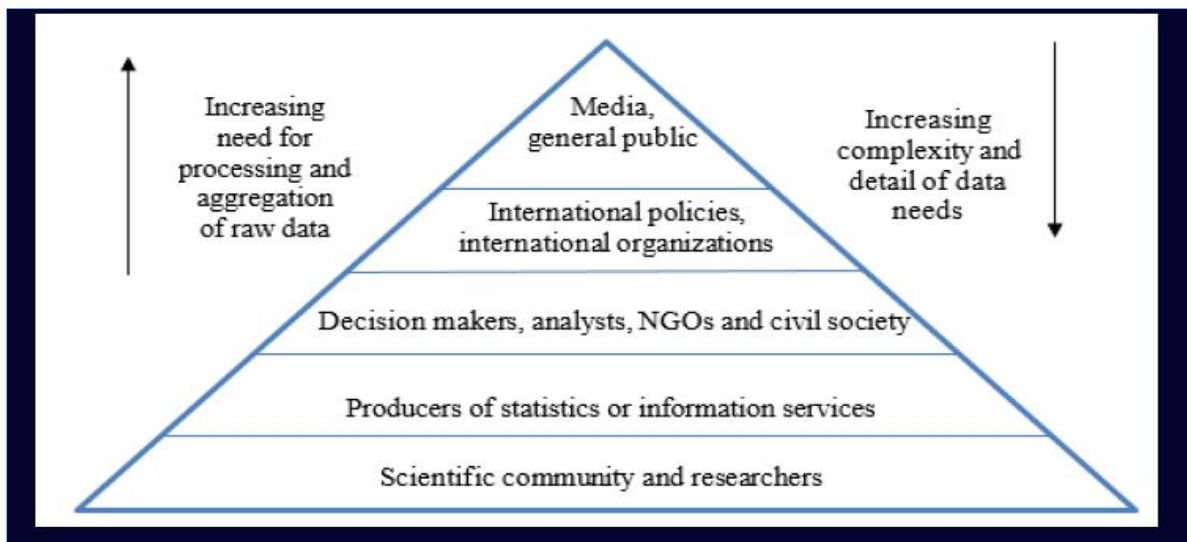 Increasing
need for
processing and
aggregation
of raw data
Media,
general public
Increasing
complexity and
detail of data
needs
International policies,
international organizations
Decision makers, analysts, NGOs and civil society
Producers of statistics or information services
Scientific community and researchers